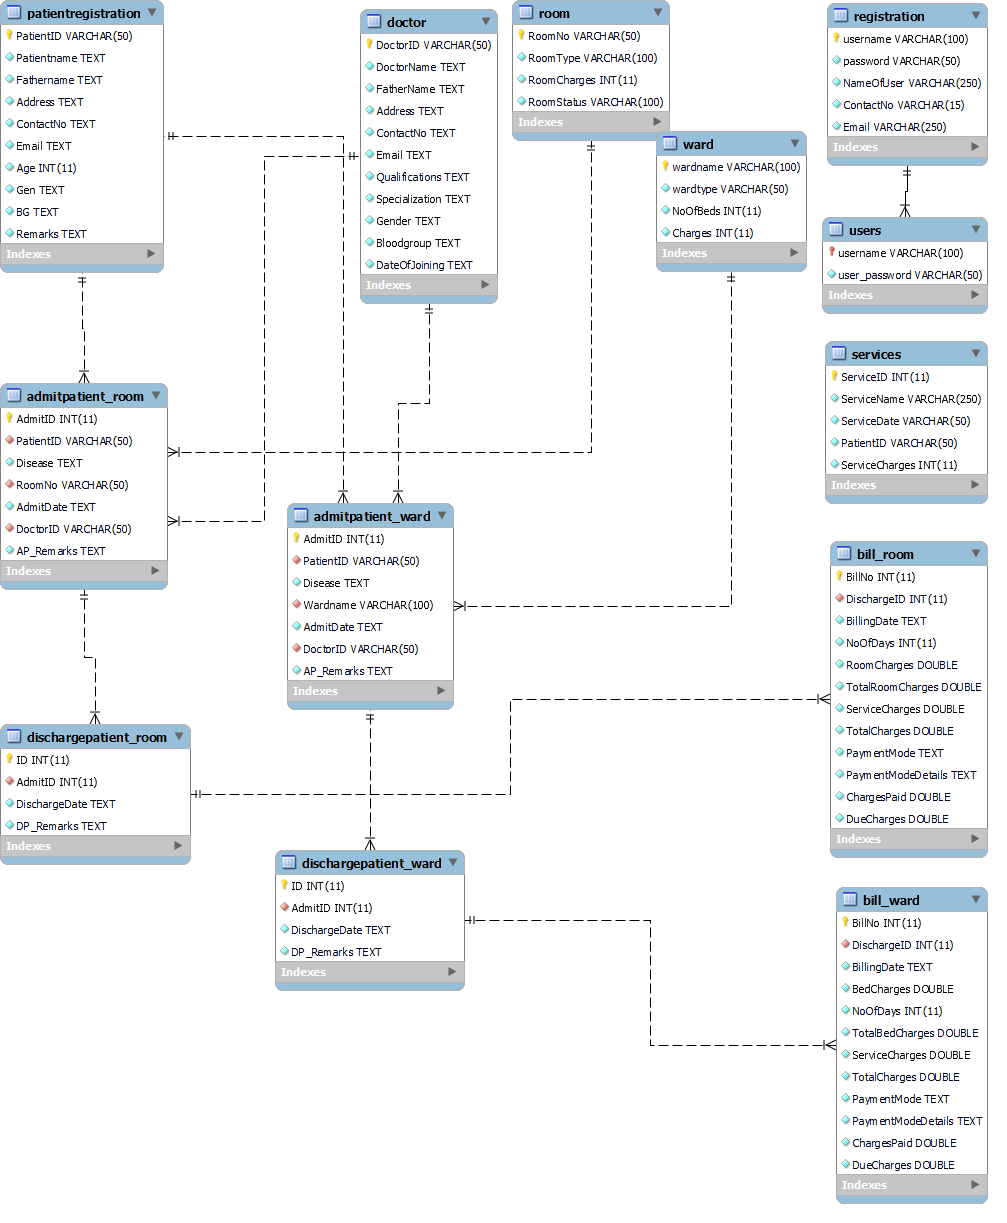 patientregistration
PatientID VARCHAR(50)
Patientname TEXT
Fathername TEXT
Address TEXT
ContactNo TEXT
Email TEXT
Age INT(11)
Gen TEXT
BG TEXT
Remarks TEXT
Indexes
doctor
DoctorID VARCHAR(50)
DoctorName TEXT
FatherName TEXT
Address TEXT
ContactNo TEXT
Email TEXT
Qualifications TEXT
Specialization TEXT
Gender TEXT
Bloodgroup TEXT
DateOfJoining TEXT
Indexes
room
RoomNo VARCHAR(50)
RoomType VARCHAR(100)
RoomCharges INT(11)
RoomStatus VARCHAR(100)
Indexes
ward
wardname VARCHAR(100)
wardtype VARCHAR(50)
NoOfBeds INT(11)
Charges INT(11)
Indexes
registration
username VARCHAR(100)
password VARCHAR(50)
NameOfUser VARCHAR(250)
ContactNo VARCHAR(15)
Email VARCHAR(250)
Indexes
users
username VARCHAR(100)
user_password VARCHAR(50)
Indexes
services
ServiceID INT(11)
ServiceName VARCHAR(250)
ServiceDate VARCHAR(50)
PatientID VARCHAR(50)
ServiceCharges INT(11)
Indexes
admitpatient_room
AdmitID INT(11)
PatientID VARCHAR(50)
Disease TEXT
RoomNo VARCHAR(50)
AdmitDate TEXT
DoctorID VARCHAR(50)
AP_Remarks TEXT
Indexes
admitpatient_ward
AdmitID INT(11)
PatientID VARCHAR(50)
Disease TEXT
Wardname VARCHAR(100)
AdmitDate TEXT
DoctorID VARCHAR(50)
AP_Remarks TEXT
Indexes
bill_room
BillNo INT(11)
DischargeID INT(11)
BillingDate TEXT
NoOfDays INT(11)
RoomCharges DOUBLE
TotalRoomCharges DOUBLE
ServiceCharges DOUBLE
TotalCharges DOUBLE
PaymentMode TEXT
PaymentModeDetails TEXT
ChargesPaid DOUBLE
DueCharges DOUBLE
Indexes
dischargepatient_room
ID INT(11)
AdmitID INT(11)
DischargeDate TEXT
DP_Remarks TEXT
Indexes
dischargepatient_ward
ID INT(11)
AdmitID INT(11)
DischargeDate TEXT
DP_Remarks TEXT
Indexes
bill_ward
BillNo INT(11)
DischargeID INT(11)
BillingDate TEXT
BedCharges DOUBLE
NoOfDays INT(11)
TotalBedCharges DOUBLE
ServiceCharges DOUBLE
TotalCharges DOUBLE
PaymentMode TEXT
PaymentModeDetails TEXT
ChargesPaid DOUBLE
DueCharges DOUBLE
Indexes